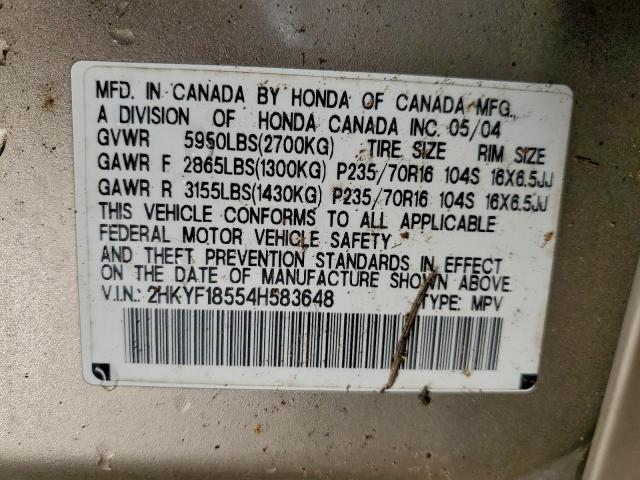 MFD. IN CANADA BY HONDA OF CANADA MFG.,
A DIVISION OF HONDA CANADA INC. 05/04
GVWR 5950LBS(2700KG) TIRE SIZE RIM SIZE
GAWR F 2865LBS(1300KG) P235/70R16 104S 16X6.5JJ
GAWR R 3155LBS(1430KG) P235/70R16 104S 16X6.5JJ
THIS VEHICLE CONFORMS TO ALL APPLICABLE
FEDERAL MOTOR VEHICLE SAFETY
AND THEFT PREVENTION STANDARDS IN EFFECT
ON THE DATE OF MANUFACTURE SHOWN ABOVE.
V.I.N.: 2HKYF18554H583648 TYPE: MPV